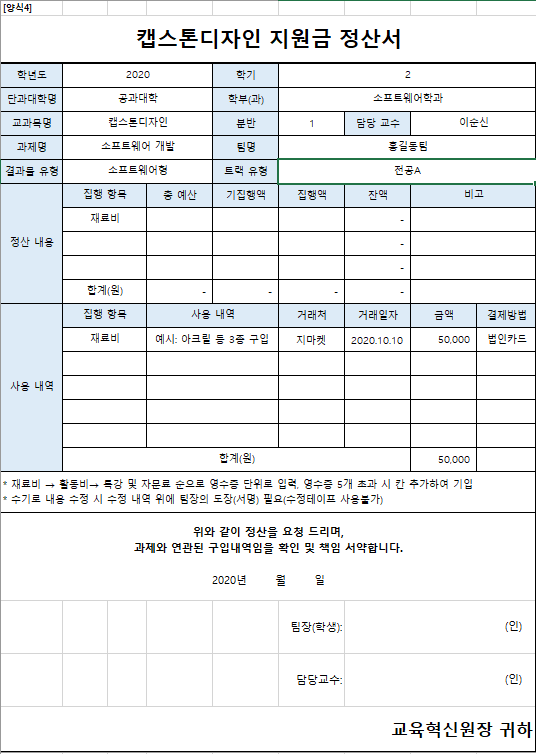 [양식4]
캡스톤디자인 지원금 정산서
학년도 2020 학기 2
단과대학명 공과대학 학부(과) 소프트웨어학과
교과목명 캡스톤디자인 분반 1 담당 교수 이순신
과제명 소프트웨어 개발 팀명 홍길동팀
결과물 유형 소프트웨어형 트랙 유형 전공A
정산 내용
집행 항목 총 예산 기집행액 집행액 잔액 비고
재료비 -
-
-
합계(원) - - - -
사용 내역
집행 항목 사용 내역 거래처 거래일자 금액 결제방법
재료비 예시: 아크릴 등 3종 구입 지마켓 2020.10.10 50,000 법인카드
합계(원) 50,000
* 재료비 → 활동비→ 특강 및 자문료 순으로 영수증 단위로 입력, 영수증 5개 초과 시 칸 추가하여 기입
* 수기로 내용 수정 시 수정 내역 위에 팀장의 도장(서명) 필요(수정테이프 사용불가)
위와 같이 정산을 요청 드리며,
과제와 연관된 구입내역임을 확인 및 책임 서약합니다.
2020년 월 일
팀장(학생): (인)
담당교수: (인)
교육혁신원장 귀하